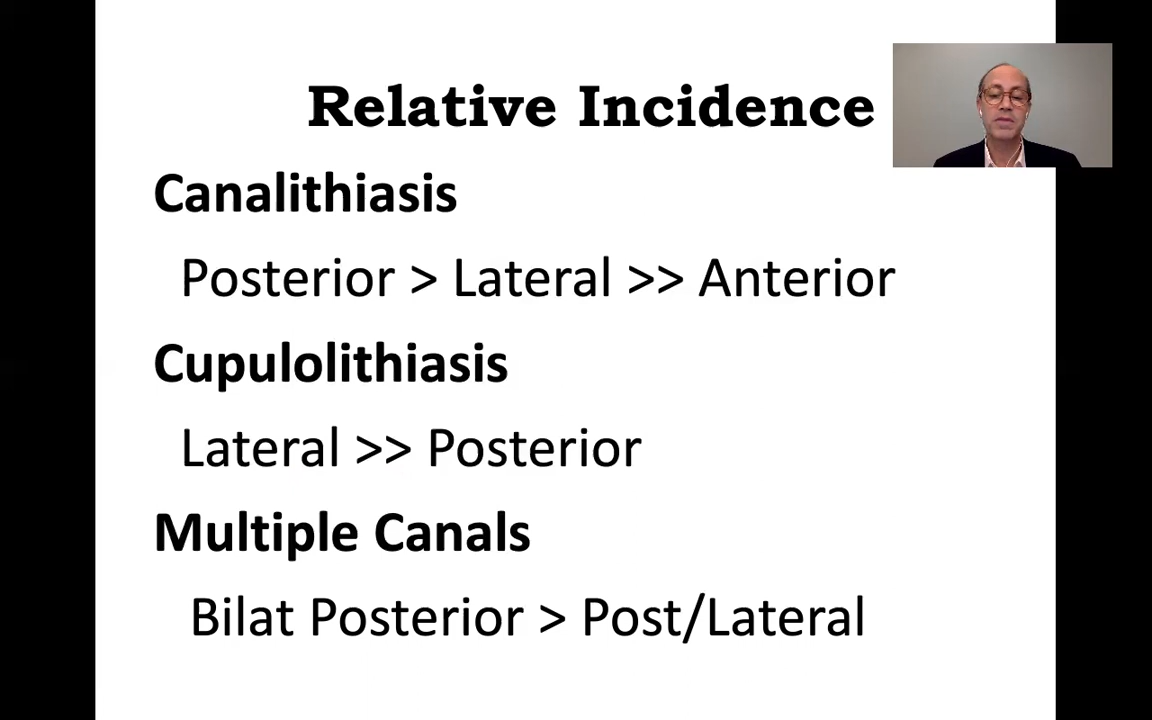 Relative Incidence
Canalithiasis
Posterior > Lateral >> Anterior
Cupulolithiasis
Lateral >> Posterior
Multiple Canals
Bilat Posterior > Post/Lateral